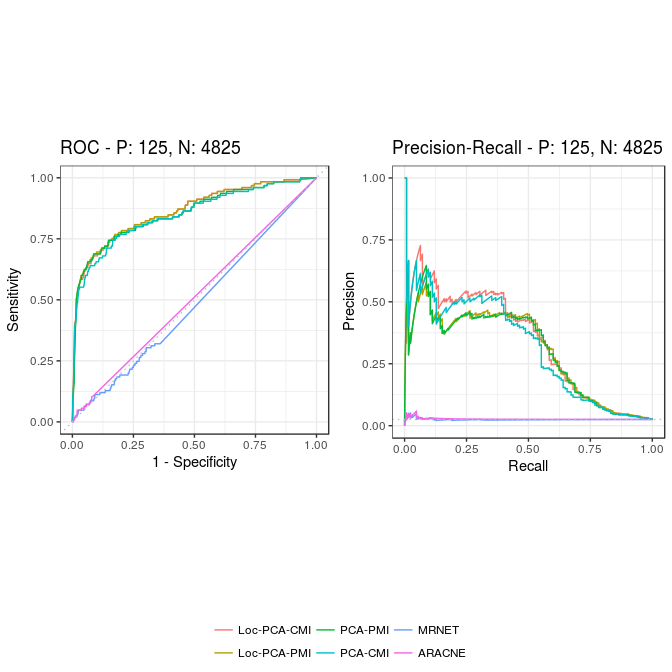 ROC - P: 125, N: 4825
Precision-Recall - P: 125, N: 4825
Sensitivity
1.00
0.75
0.50
0.25
0.00
0.00 0.25 0.50 0.75 1.00
1 - Specificity
Precision
1.00
0.75
0.50
0.25
0.00
0.00 0.25 0.50 0.75 1.00
Recall
Loc-PCA-CMI PCA-PMI MRNET
Loc-PCA-PMI PCA-CMI ARACNE